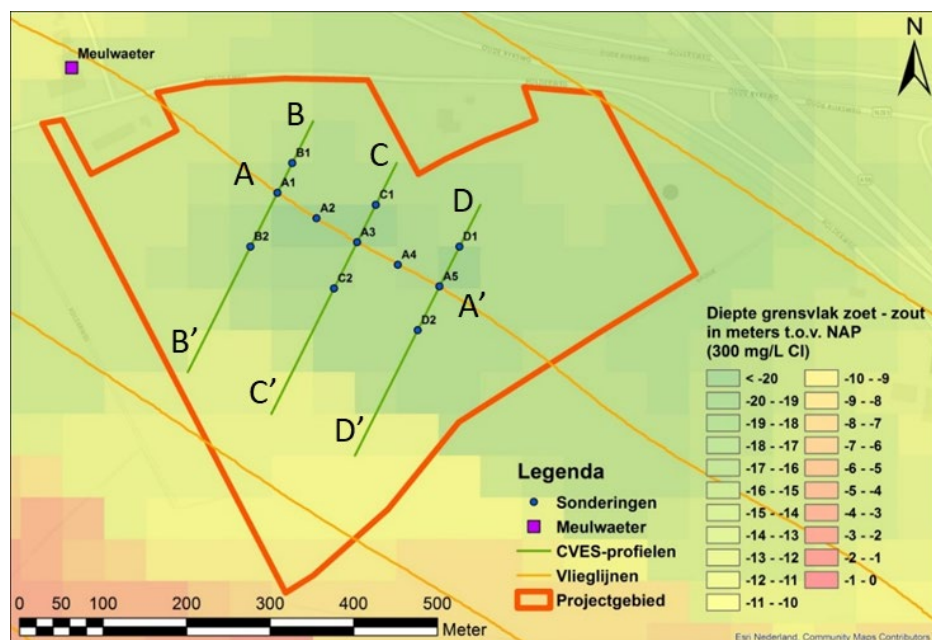 Meulwaeter
N
OUDE RYKSWEG
POLDERWEG
B
B1
C
A
A1
C1
A2
D
A3
B2
D1
A4
A5
C2
A'
D2
B'
C'
D'
Diepte grensvlak zoet - zout
in meters t.o.v. NAP
(300 mg/L Cl)
< -20
-20 - -19
-19 - -18
-18 - -17
-17 - -16
-16 - -15
-15 - -14
-14 - -13
-13 - -12
-12 - -11
-11 - -10
-10 - -9
-9 - -8
-8 - -7
-7 - -6
-6 - -5
-5 - -4
-4 - -3
-3 - -2
-2 - -1
-1 - 0
Legenda
Sonderingen
Meulwaeter
CVES-profielen
Vlieglijnen
Projectgebied
0 50 100 200 300 400 500
Meter
Esri Nederland, Community Maps Contributors